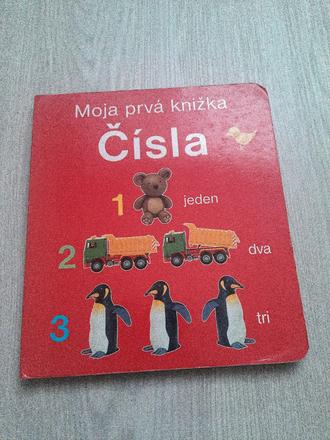 Moja prvá knižka
Čísla
1 jeden
2 dva
3 tri